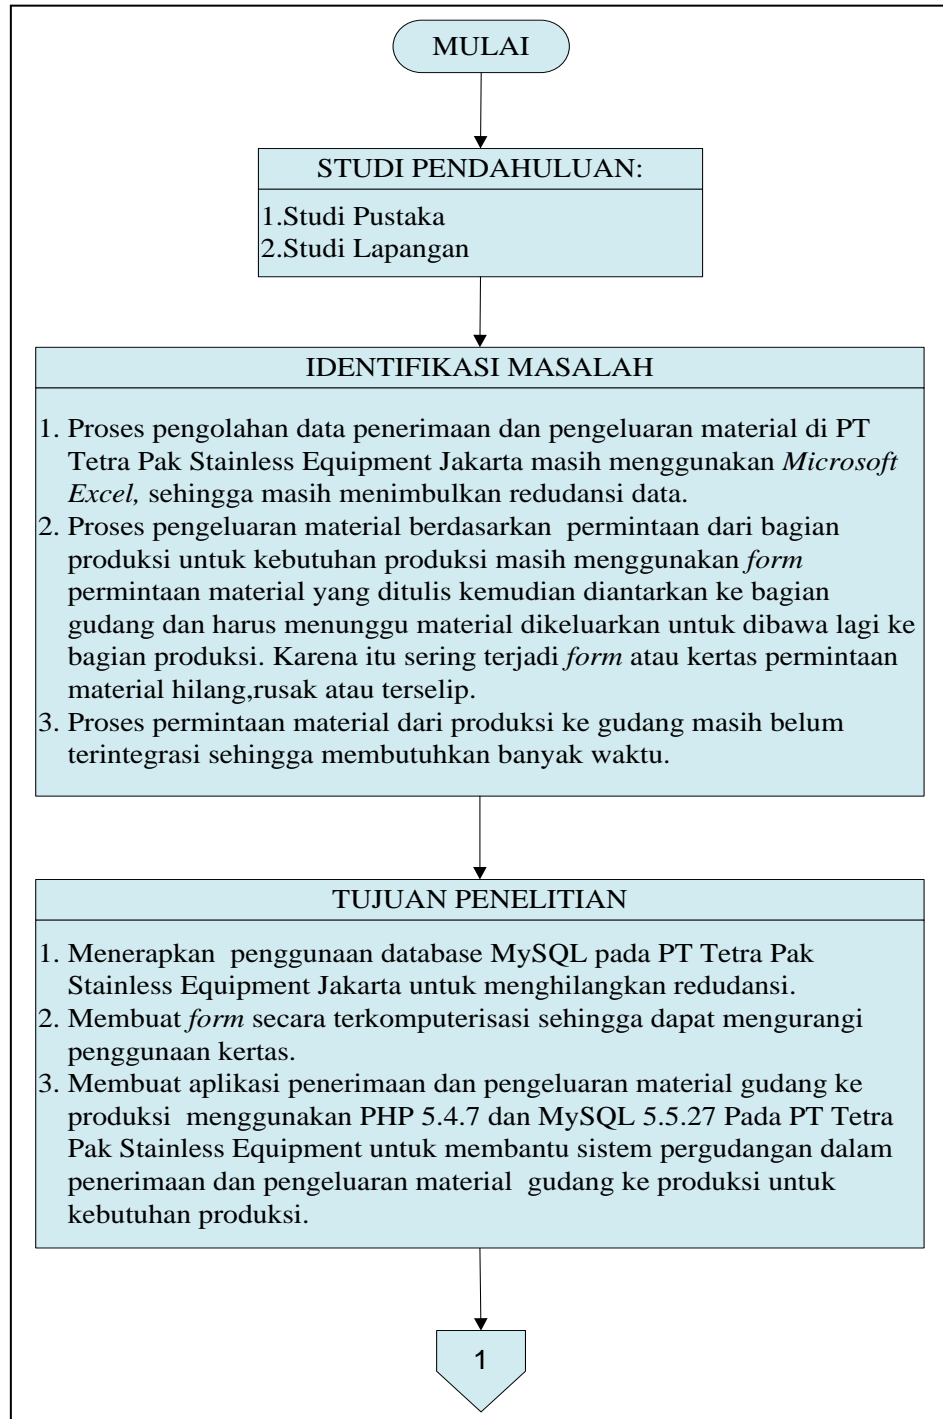 MULAI
STUDI PENDAHULUAN:
1.Studi Pustaka
2.Studi Lapangan
IDENTIFIKASI MASALAH
1. Proses pengolahan data penerimaan dan pengeluaran material di PT
Tetra Pak Stainless Equipment Jakarta masih menggunakan Microsoft
Excel, sehingga masih menimbulkan redudansi data.
2. Proses pengeluaran material berdasarkan permintaan dari bagian
produksi untuk kebutuhan produksi masih menggunakan form
permintaan material yang ditulis kemudian diantarkan ke bagian
gudang dan harus menunggu material dikeluarkan untuk dibawa lagi ke
bagian produksi. Karena itu sering terjadi form atau kertas permintaan
material hilang,rusak atau terselip.
3. Proses permintaan material dari produksi ke gudang masih belum
terintegrasi sehingga membutuhkan banyak waktu.
TUJUAN PENELITIAN
1. Menerapkan penggunaan database MySQL pada PT Tetra Pak
Stainless Equipment Jakarta untuk menghilangkan redudansi.
2. Membuat form secara terkomputerisasi sehingga dapat mengurangi
penggunaan kertas.
3. Membuat aplikasi penerimaan dan pengeluaran material gudang ke
produksi menggunakan PHP 5.4.7 dan MySQL 5.5.27 Pada PT Tetra
Pak Stainless Equipment untuk membantu sistem pergudangan dalam
penerimaan dan pengeluaran material gudang ke produksi untuk
kebutuhan produksi.
1